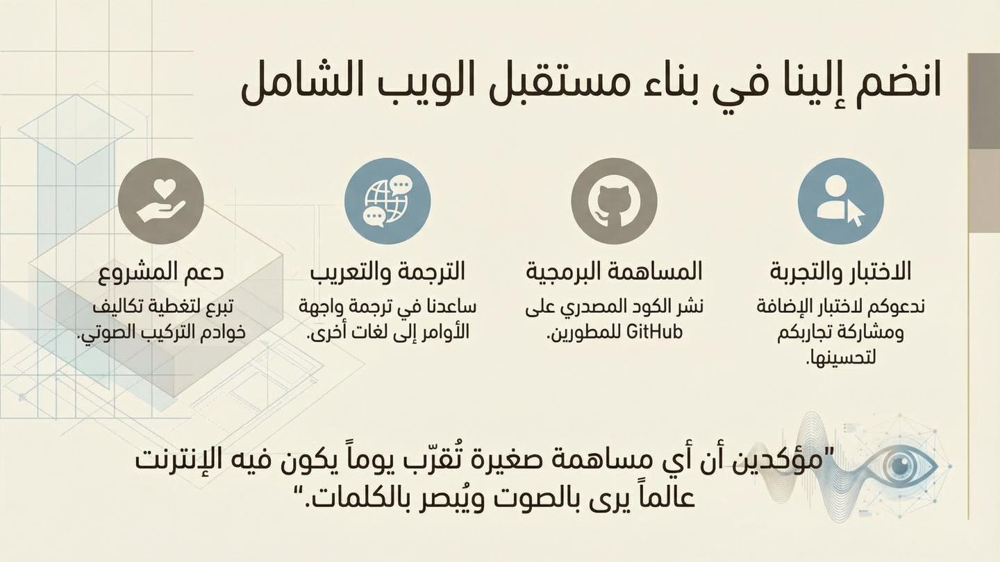 انضم إلينا في بناء مستقبل الويب الشامل
الاختبار والتجربة
ندعوكم لاختبار الإضافة
ومشاركة تجاربكم
لتحسينها.
المساهمة البرمجية
نشر الكود المصدري على
GitHub للمطورين.
الترجمة والتعريب
ساعدنا في ترجمة واجهة
الأوامر إلى لغات أخرى.
دعم المشروع
تبرع لتغطية تكاليف
خوادم التركيب الصوتي.
”مؤكدين أن أي مساهمة صغيرة تُقرّب يوماً يكون فيه الإنترنت
عالماً يرى بالصوت ويُبصر بالكلمات.“